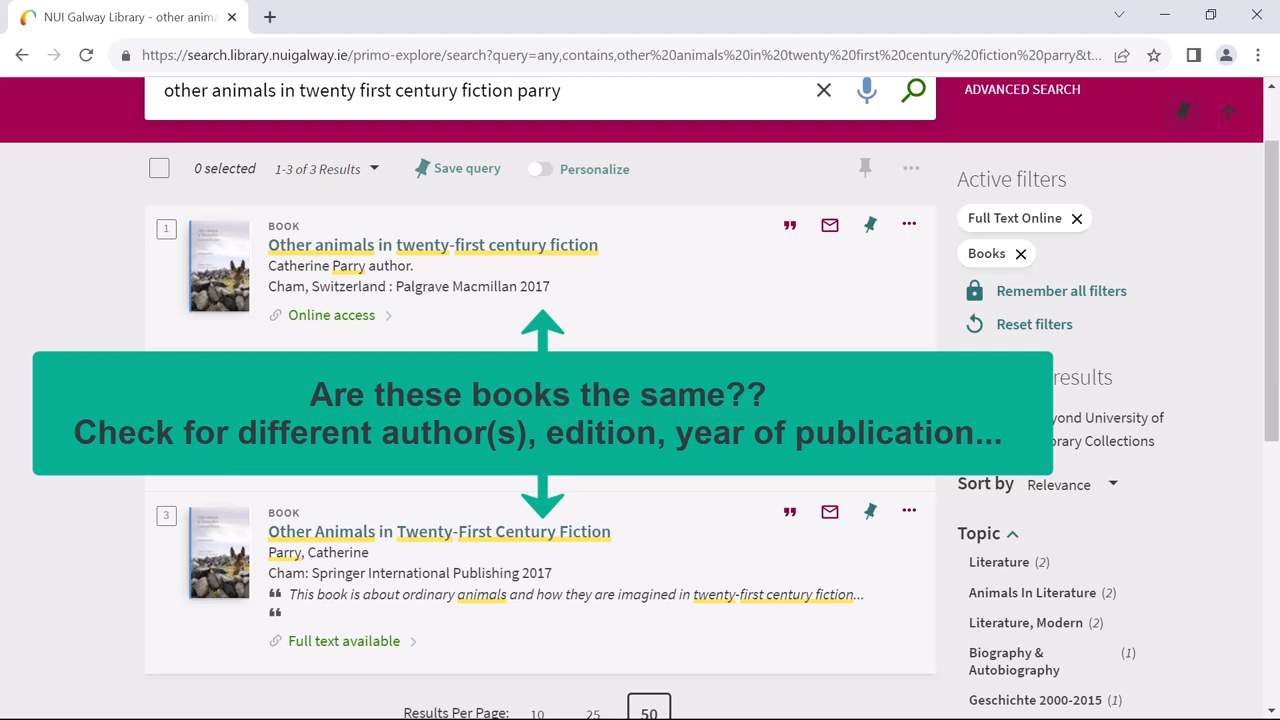 NUI Galway Library - other anima
https://search.library.nuigalway.ie/primo-explore/search?query=any,contains,other%20animals%20in%20twenty%20first%20century%20fiction%20parry&t...
other animals in twenty first century fiction parry
ADVANCED SEARCH
0 selected
1-3 of 3 Results
Save query
Personalize
Active filters
Full Text Online
Books
Remember all filters
Reset filters
1
BOOK
Other animals in twenty-first century fiction
Catherine Parry author.
Cham, Switzerland : Palgrave Macmillan 2017
Online access
Are these books the same??
Check for different author(s), edition, year of publication...
results
yond University of
brary Collections
Sort by Relevance
3
BOOK
Other Animals in Twenty-First Century Fiction
Parry, Catherine
Cham: Springer International Publishing 2017
This book is about ordinary animals and how they are imagined in twenty-first century fiction...
Full text available
Topic
Literature (2)
Animals In Literature (2)
Literature, Modern (2)
Biography & (1)
Autobiography
Geschichte 2000-2015 (1)
Results Per Page: 10 25 50